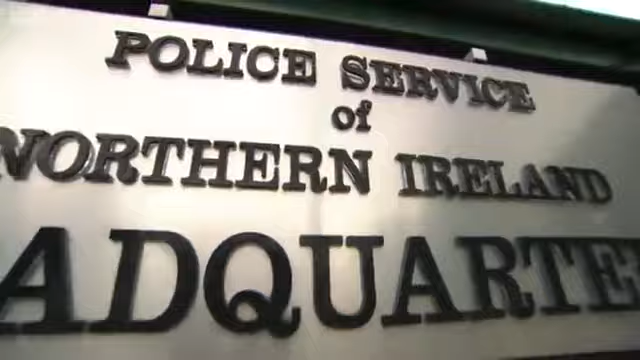 POLICE SERVICE
of
NORTHERN IRELAND
ADQUARTE